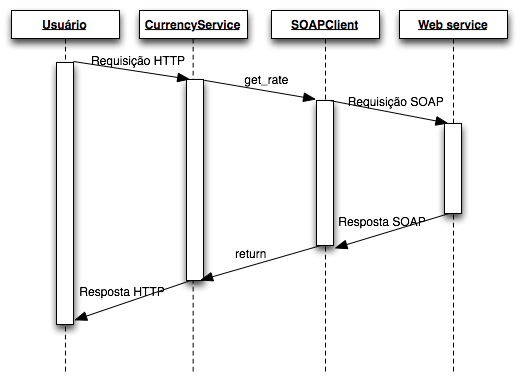 Usuário
CurrencyService
SOAPClient
Web service
Requisição HTTP
get_rate
Requisição SOAP
Resposta SOAP
return
Resposta HTTP